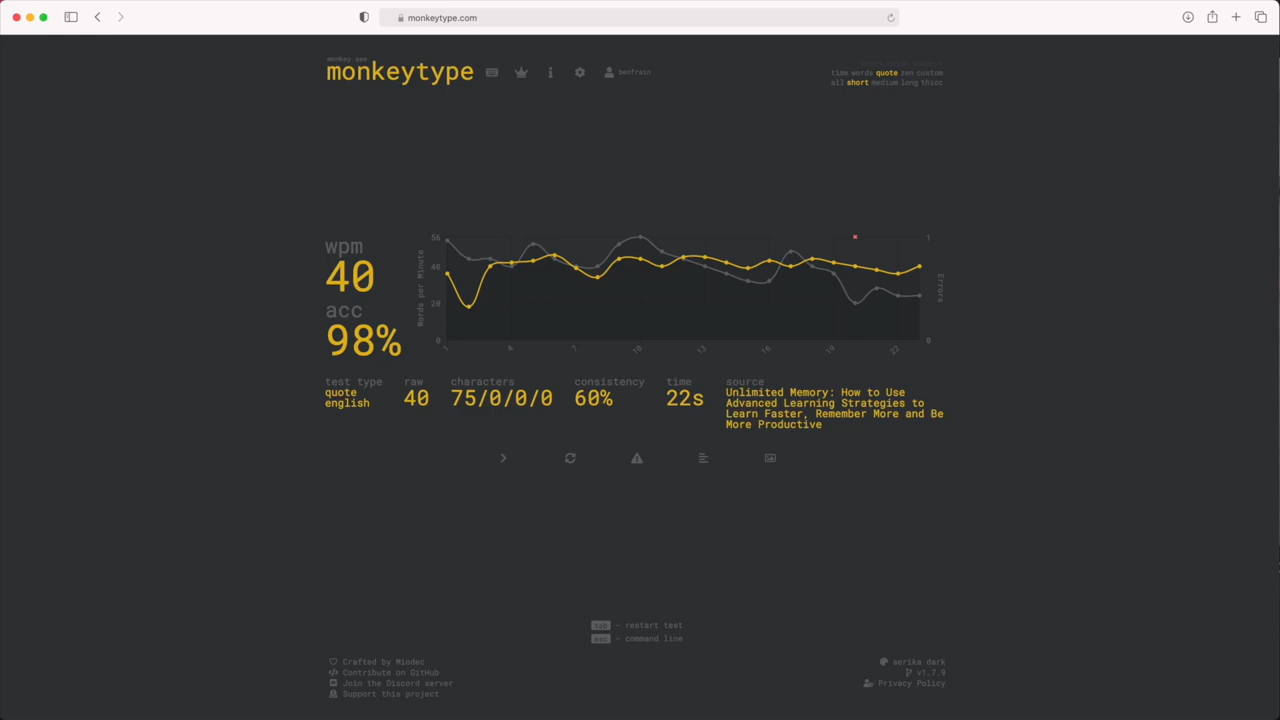 monkeytype.com
monkey see
monkeytype
benfrain
time words quote zen custom
all short medium long thicc
wpm
40
acc
98%
Words per Minute
56
40
20
0
1 4 7 10 13 16 19 22
1
0
Errors
test type
quote
english
raw
40
characters
75/0/0/0
consistency
60%
time
22s
source
Unlimited Memory: How to Use
Advanced Learning Strategies to
Learn Faster, Remember More and Be
More Productive
tab - restart test
esc - command line
Crafted by Miodec
Contribute on GitHub
Join the Discord server
Support this project
serika dark
v1.7.9
Privacy Policy